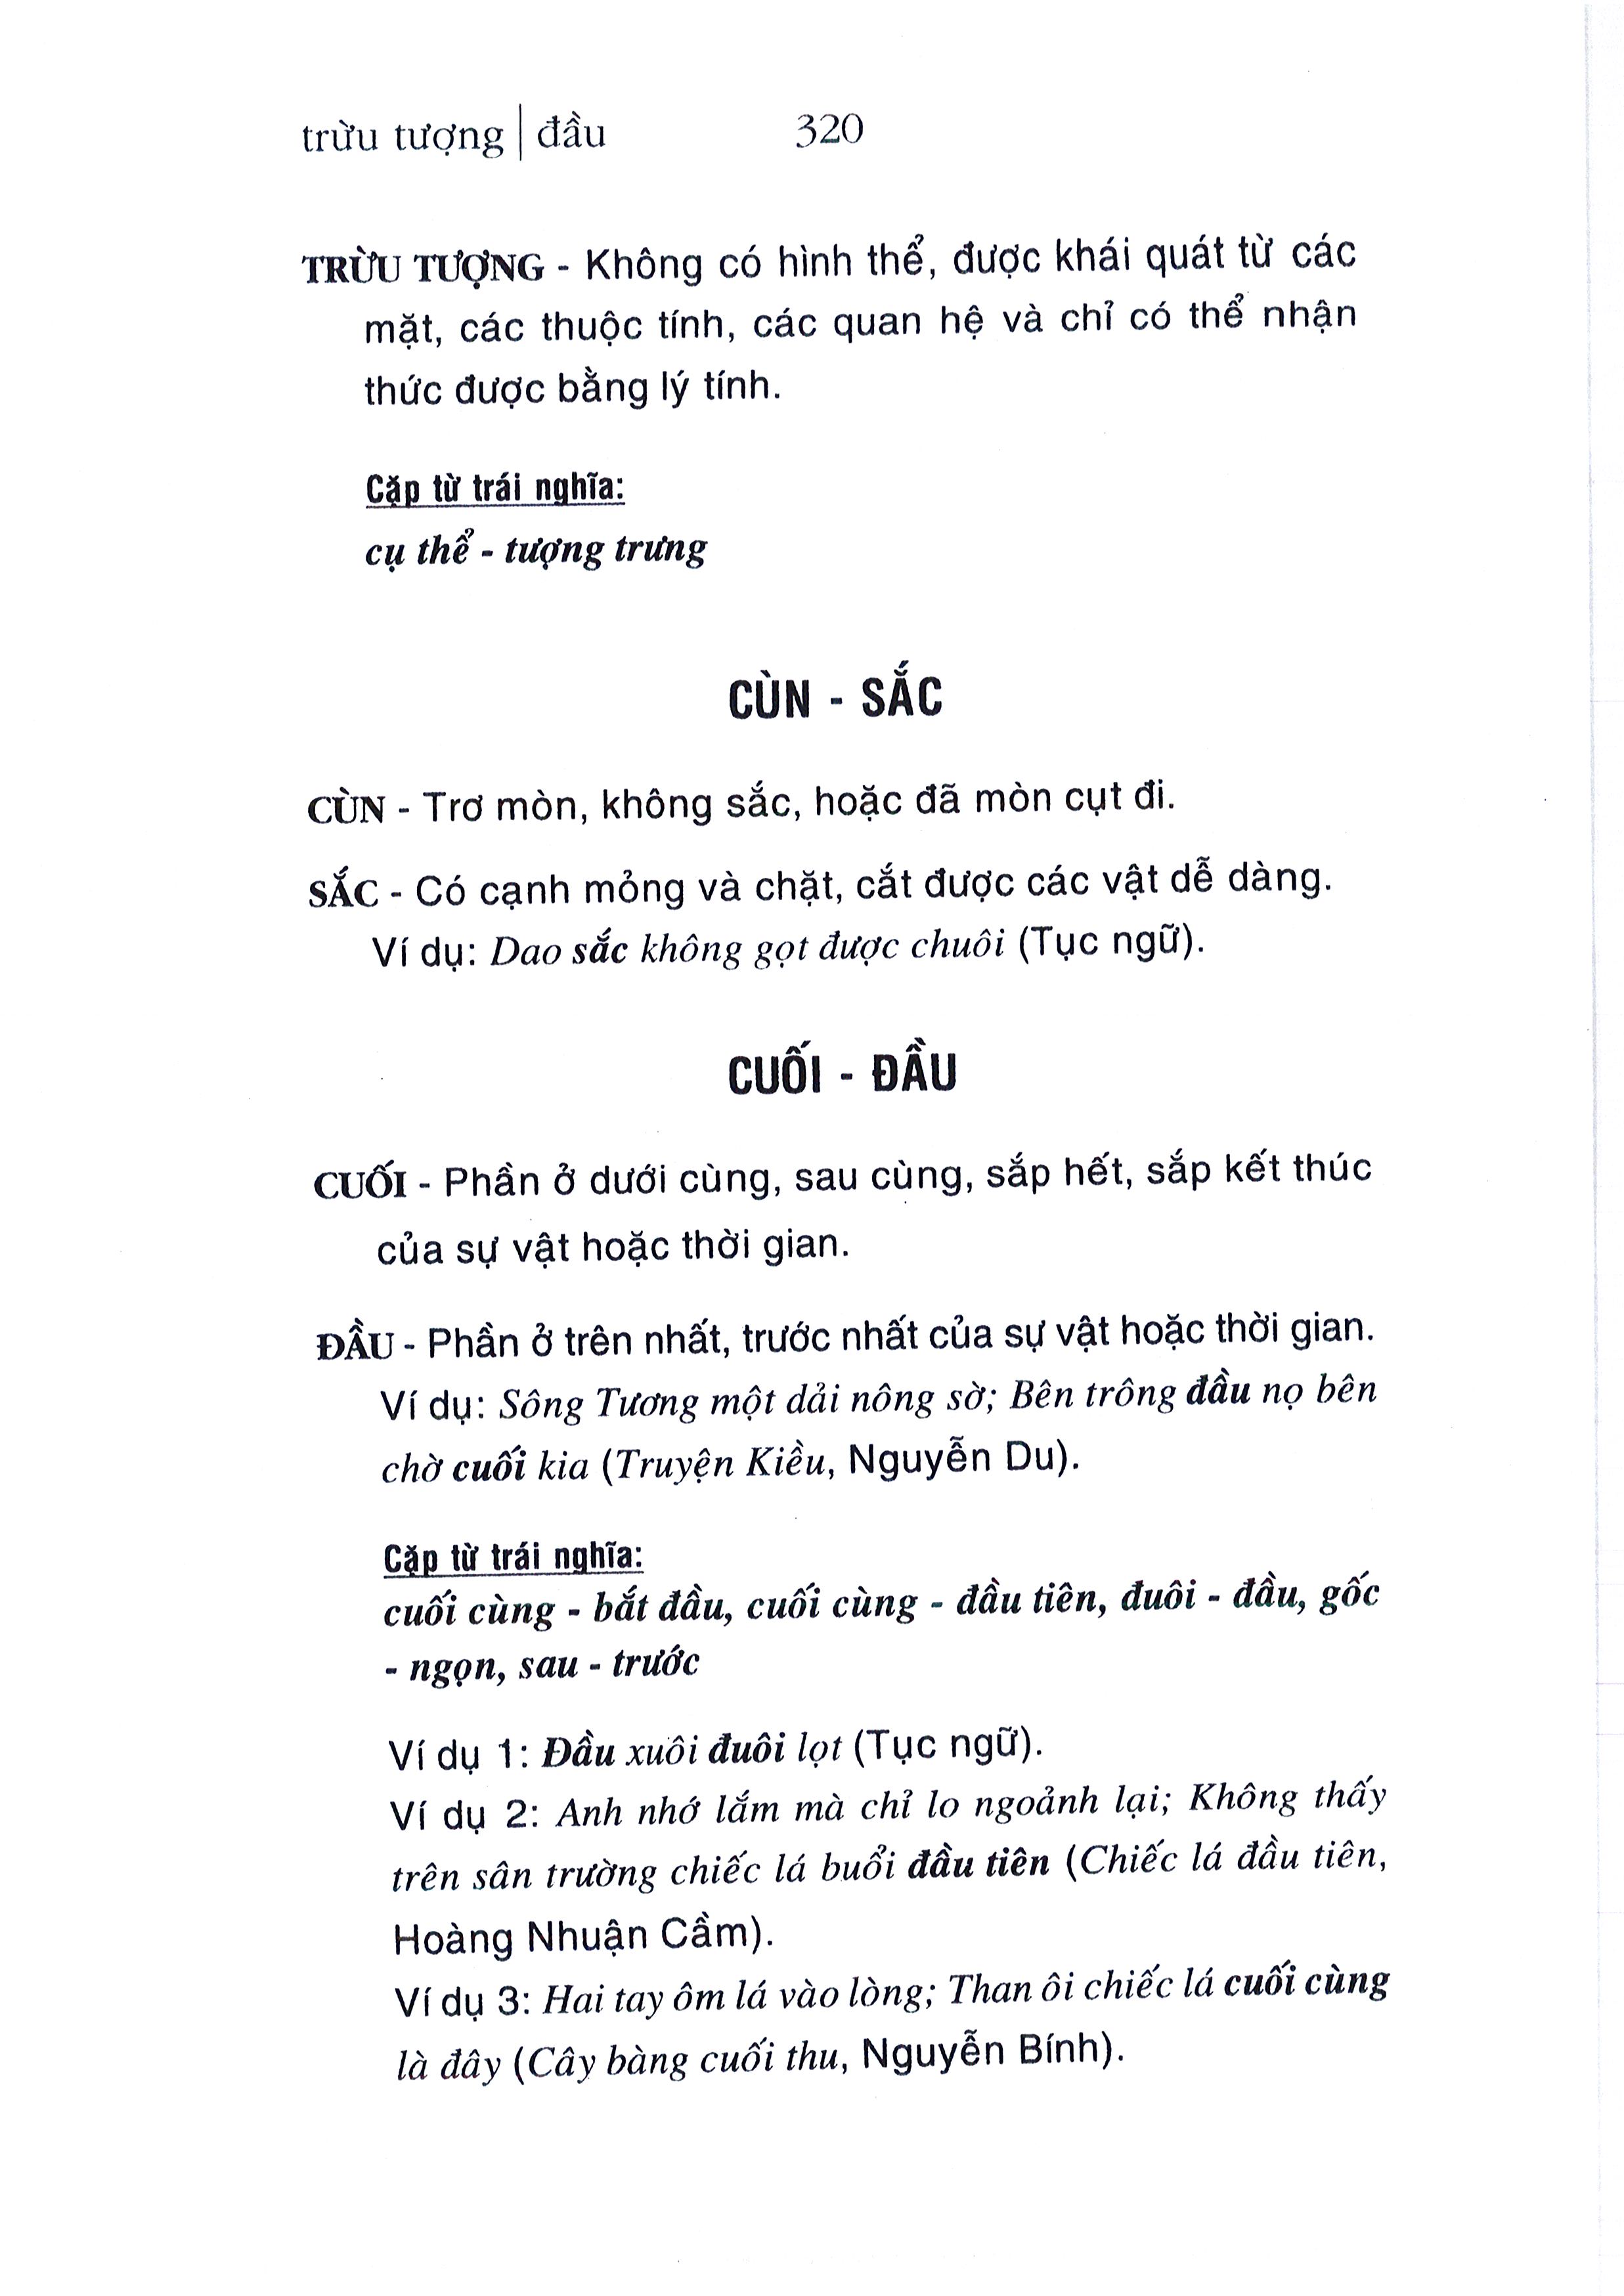 trừu tượng | đầu 320
TRỪU TƯỢNG - Không có hình thể, được khái quát từ các
mặt, các thuộc tính, các quan hệ và chỉ có thể nhận
thức được bằng lý tính.
Cặp từ trái nghĩa:
cụ thể - tượng trưng
CÙN - SẮC
CÙN - Trơ mòn, không sắc, hoặc đã mòn cụt đi.
SẮC - Có cạnh mỏng và chặt, cắt được các vật dễ dàng.
Ví dụ: Dao sắc không gọt được chuôi (Tục ngữ).
CUỐI - ĐẦU
CUỐI - Phần ở dưới cùng, sau cùng, sắp hết, sắp kết thúc
của sự vật hoặc thời gian.
ĐẦU - Phần ở trên nhất, trước nhất của sự vật hoặc thời gian.
Ví dụ: Sông Tương một dải nông sờ; Bên trông đầu nọ bên
chờ cuối kia (Truyện Kiều, Nguyễn Du).
Cặp từ trái nghĩa:
cuối cùng - bắt đầu, cuối cùng - đầu tiên, đuôi - đầu, gốc
- ngọn, sau - trước
Ví dụ 1: Đầu xuôi đuôi lọt (Tục ngữ).
Ví dụ 2: Anh nhớ lắm mà chỉ lo ngoảnh lại; Không thấy
trên sân trường chiếc lá buổi đầu tiên (Chiếc lá đầu tiên,
Hoàng Nhuận Cầm).
Ví dụ 3: Hai tay ôm lá vào lòng; Than ôi chiếc lá cuối cùng
là đây (Cây bàng cuối thu, Nguyễn Bính).